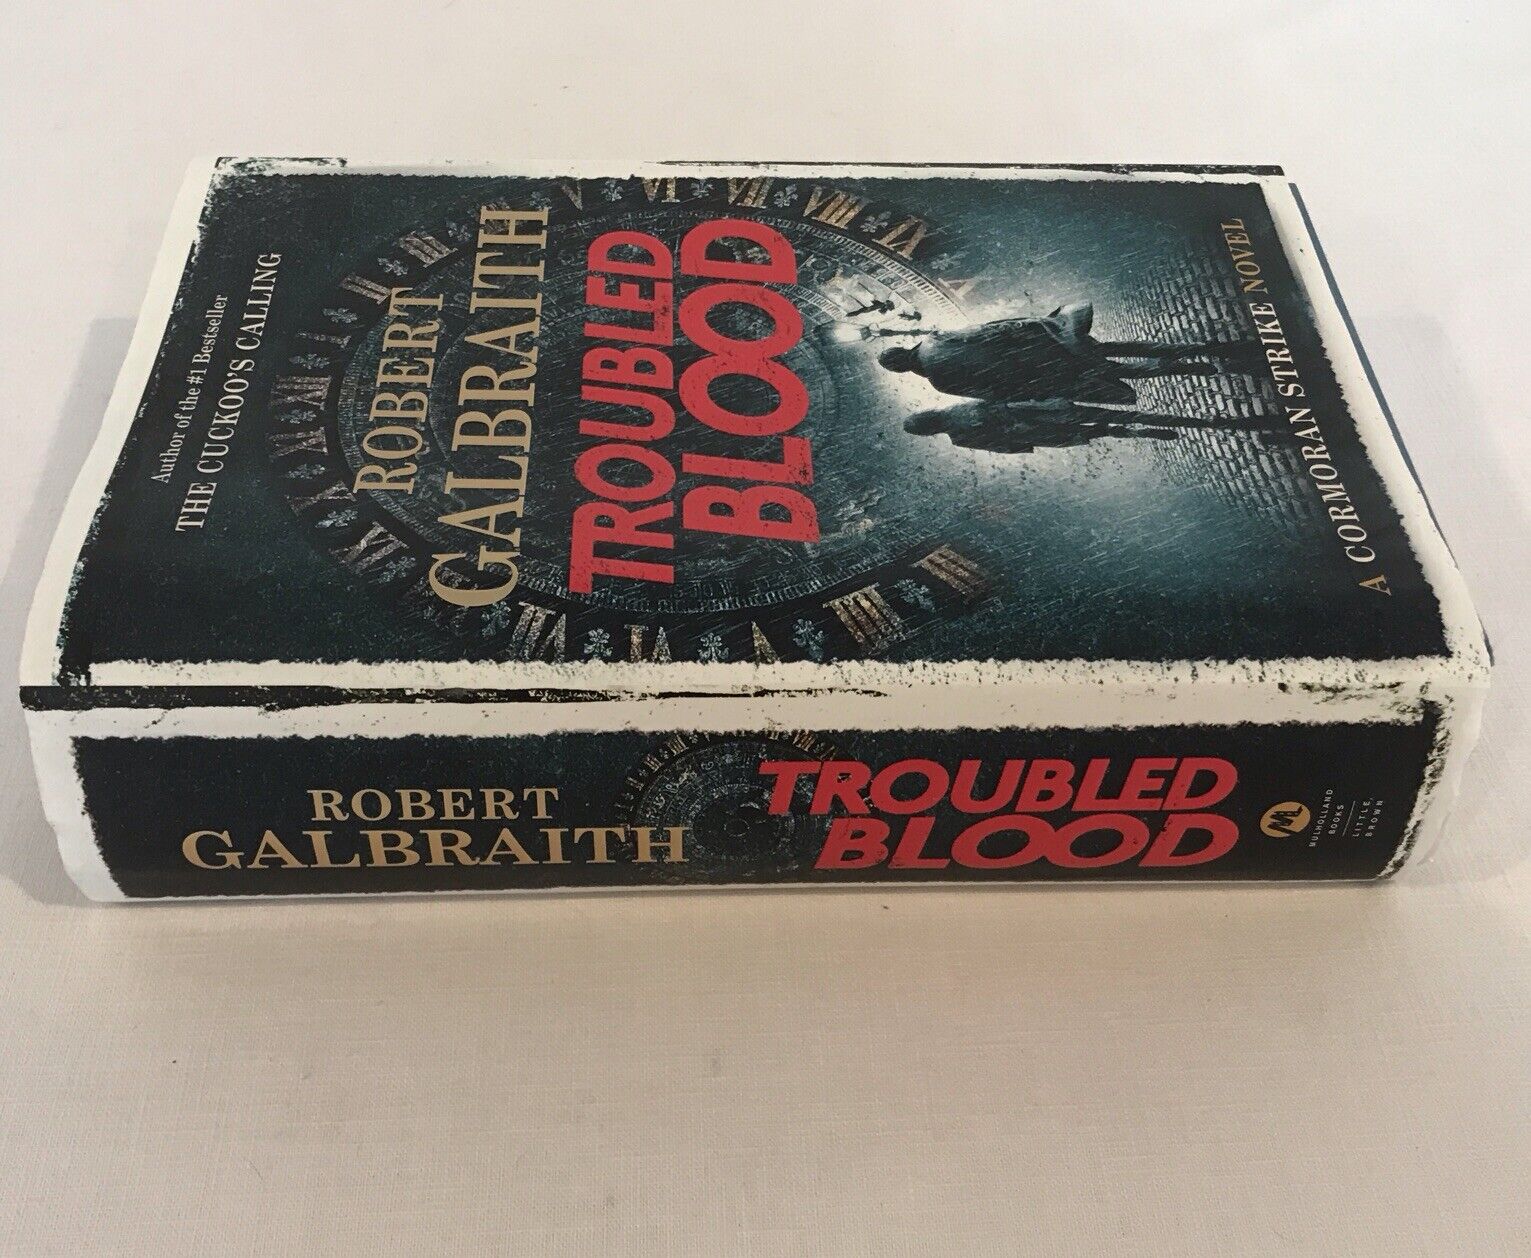 Author of the #1 Bestseller
THE CUCKOO'S CALLING
ROBERT
GALBRAITH
TROUBLED
BLOOD
A CORMORAN STRIKE NOVEL
ROBERT
GALBRAITH
TROUBLED
BLOOD
MULHOLLAND
BOOKS
LITTLE,
BROWN